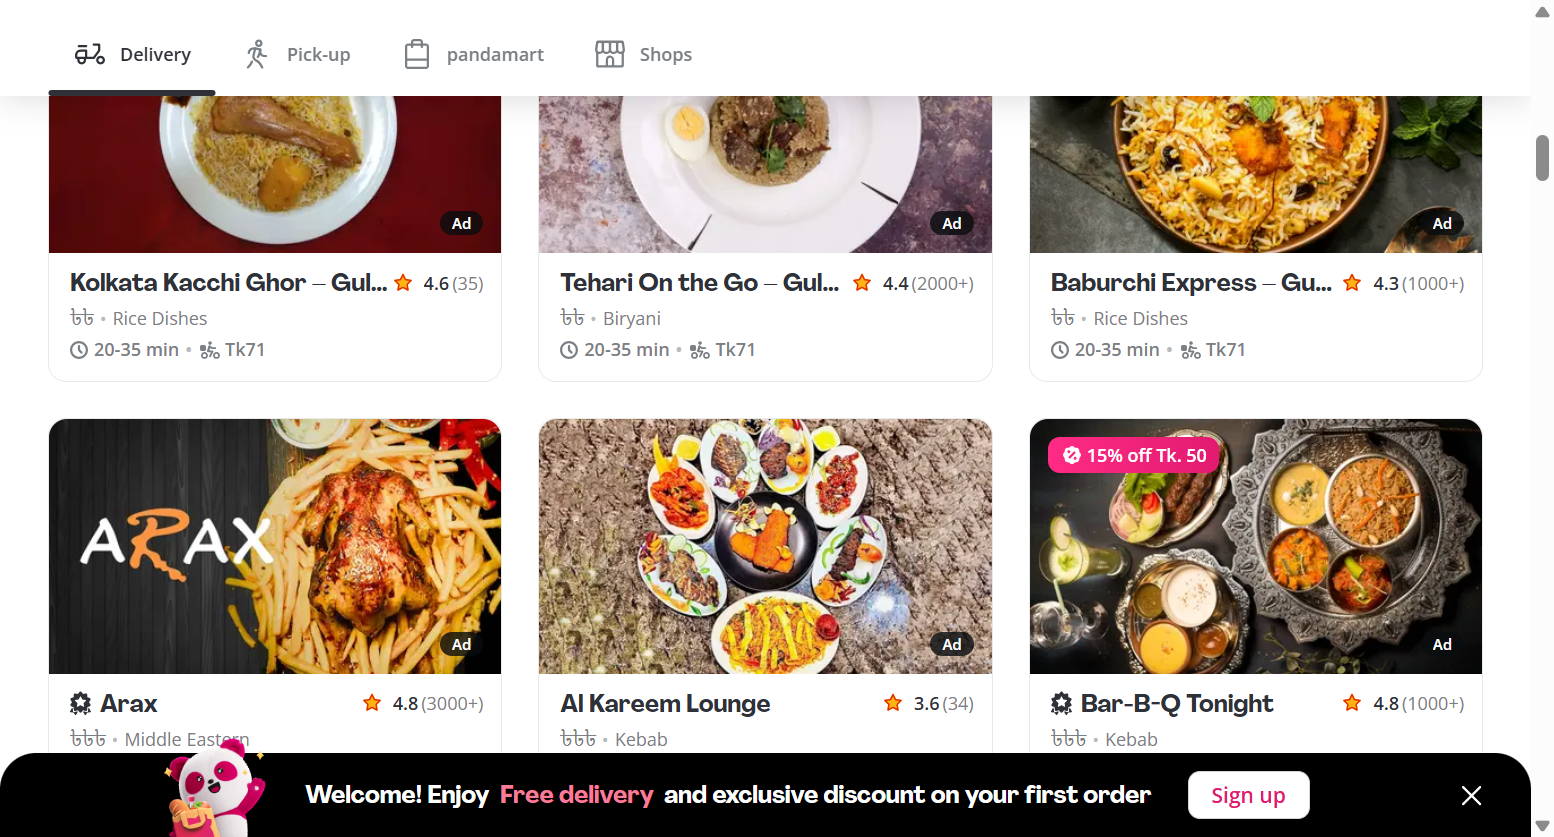 Delivery
Pick-up
pandamart
Shops
Ad
Ad
Ad
Kolkata Kacchi Ghor – Gul... 4.6 (35)
৳৳ • Rice Dishes
20-35 min • Tk71
Tehari On the Go – Gul... 4.4 (2000+)
৳৳ • Biryani
20-35 min • Tk71
Baburchi Express – Gu... 4.3 (1000+)
৳৳ • Rice Dishes
20-35 min • Tk71
ARAX
Ad
Ad
15% off Tk. 50
Ad
Arax 4.8 (3000+)
৳৳৳ • Middle Eastern
Al Kareem Lounge 3.6 (34)
৳৳৳ • Kebab
Bar-B-Q Tonight 4.8 (1000+)
৳৳৳ • Kebab
Welcome! Enjoy Free delivery and exclusive discount on your first order
Sign up